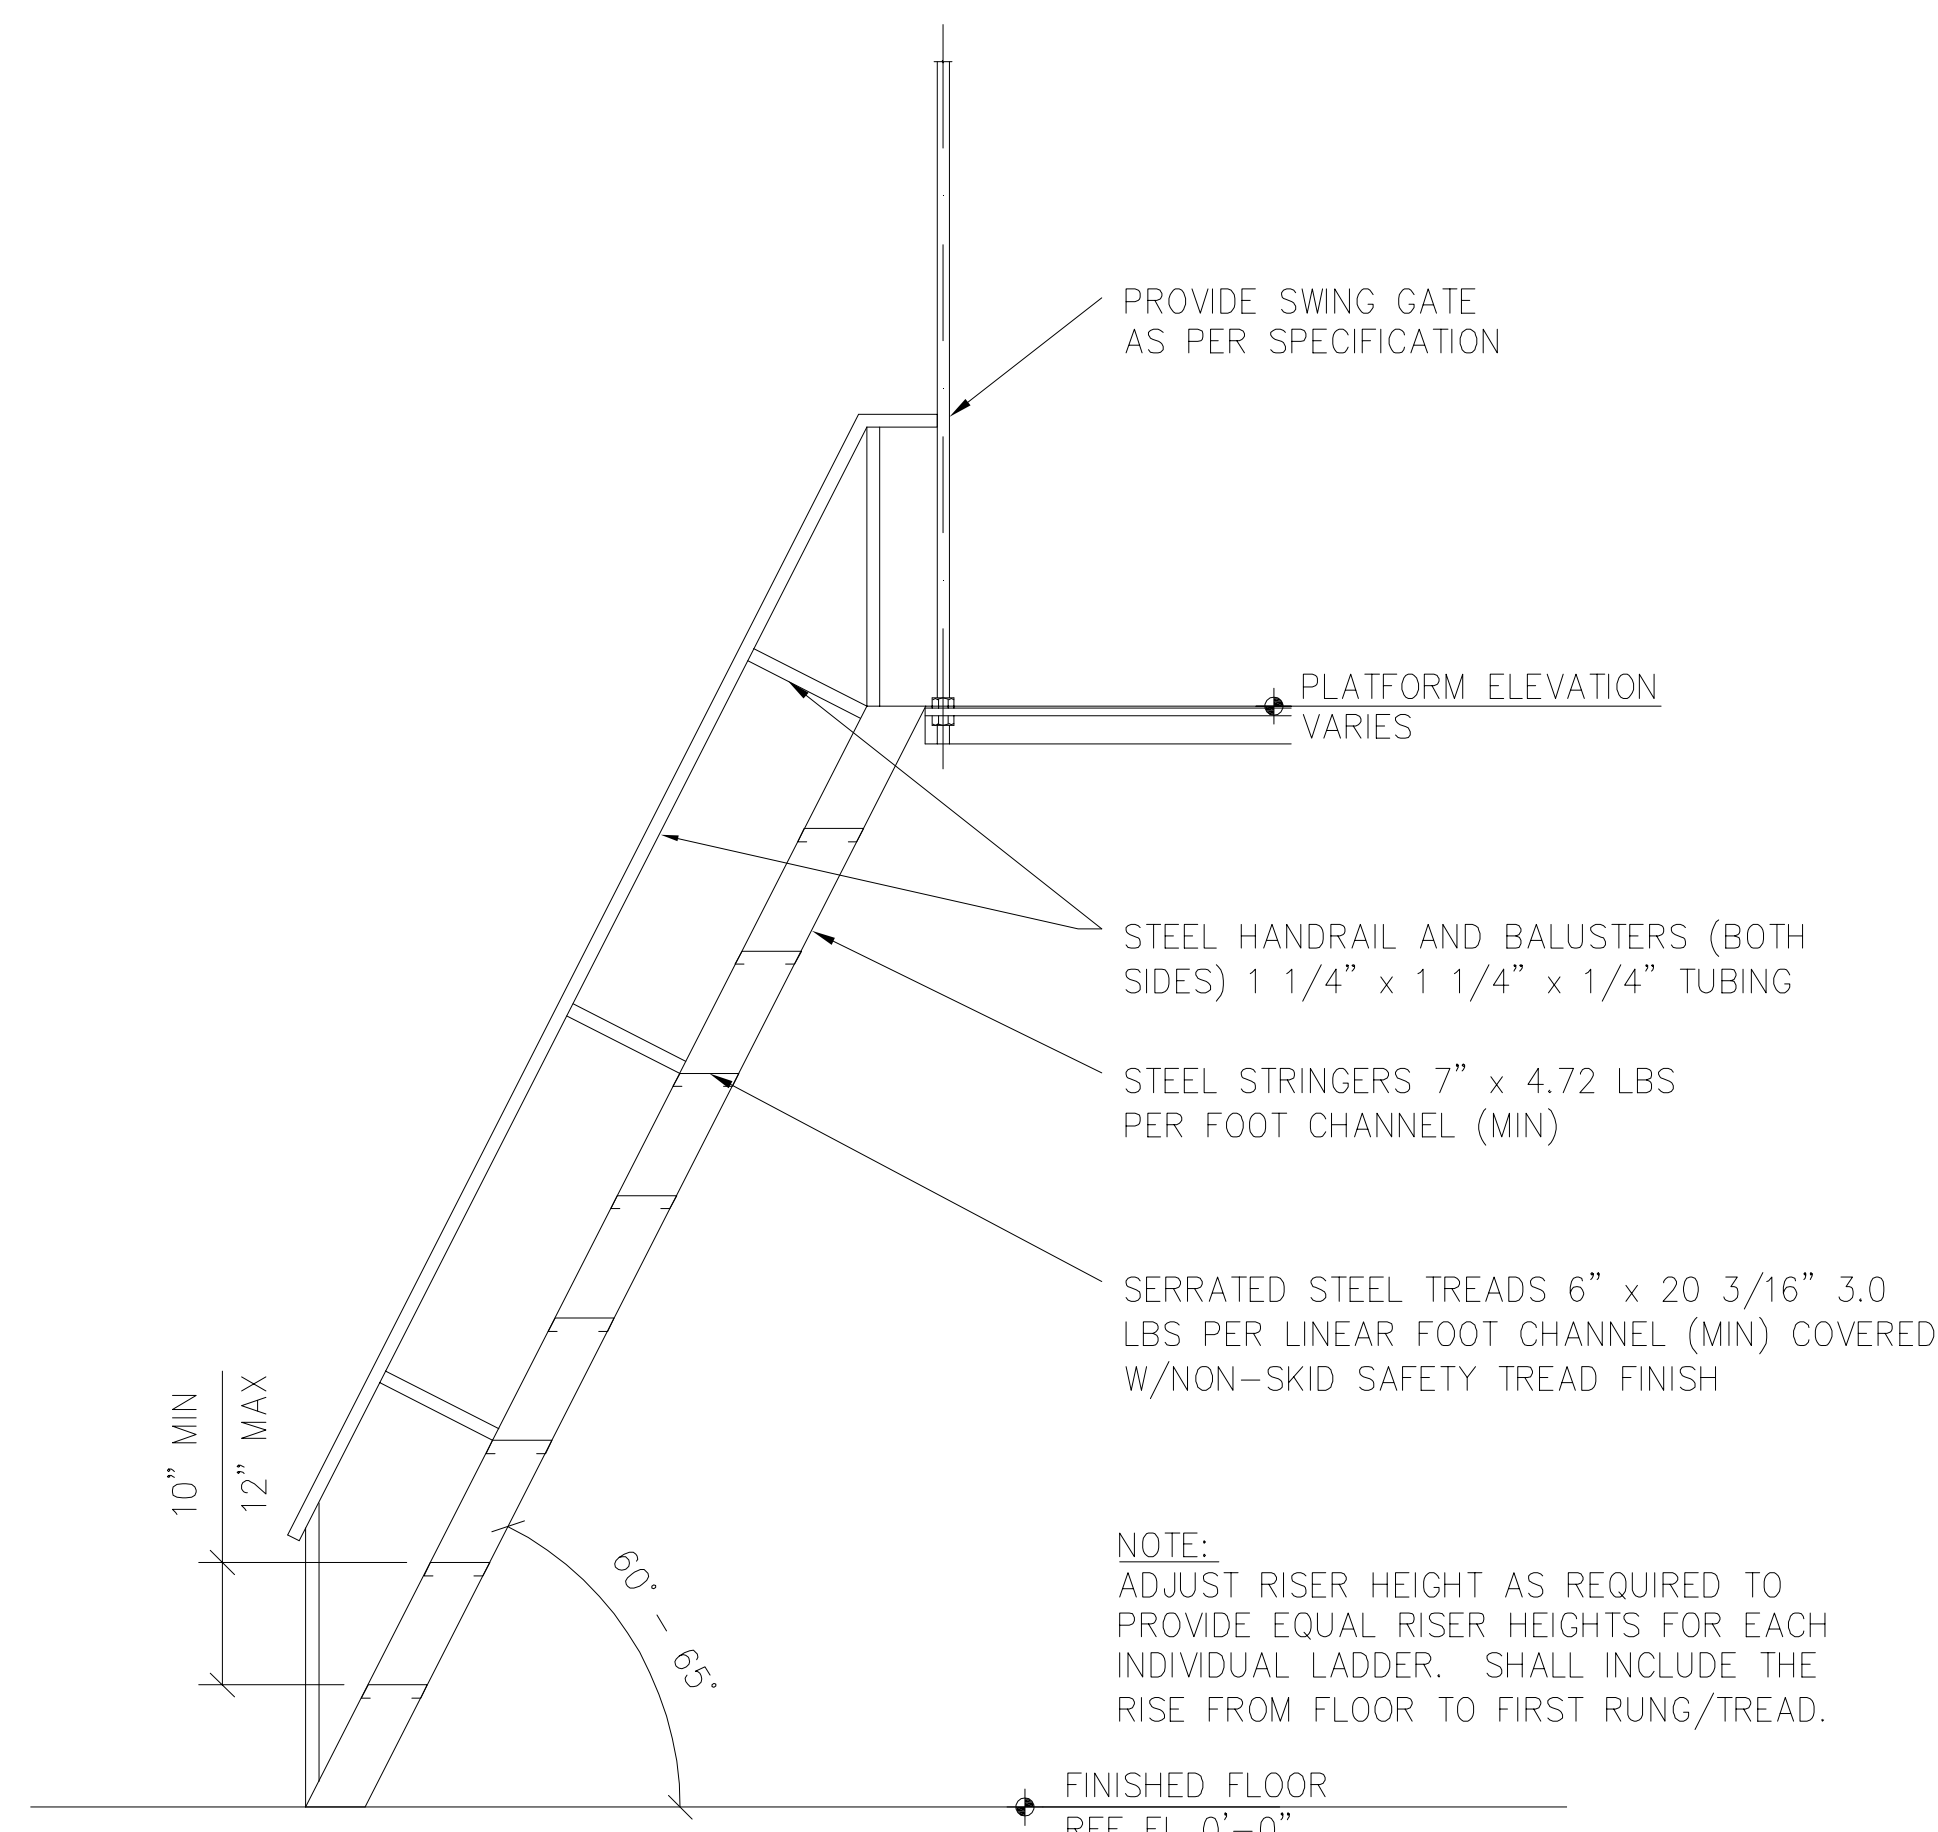 PROVIDE SWING GATE
AS PER SPECIFICATION
PLATFORM ELEVATION
VARIES
STEEL HANDRAIL AND BALUSTERS (BOTH
SIDES) 1 1/4” x 1 1/4” x 1/4” TUBING
STEEL STRINGERS 7” x 4.72 LBS
PER FOOT CHANNEL (MIN)
SERRATED STEEL TREADS 6” x 20 3/16” 3.0
LBS PER LINEAR FOOT CHANNEL (MIN) COVERED
W/NON-SKID SAFETY TREAD FINISH
10” MIN
12” MAX
60° - 65°
NOTE:
ADJUST RISER HEIGHT AS REQUIRED TO
PROVIDE EQUAL RISER HEIGHTS FOR EACH
INDIVIDUAL LADDER. SHALL INCLUDE THE
RISE FROM FLOOR TO FIRST RUNG/TREAD.
FINISHED FLOOR
REF EL 0’-0”